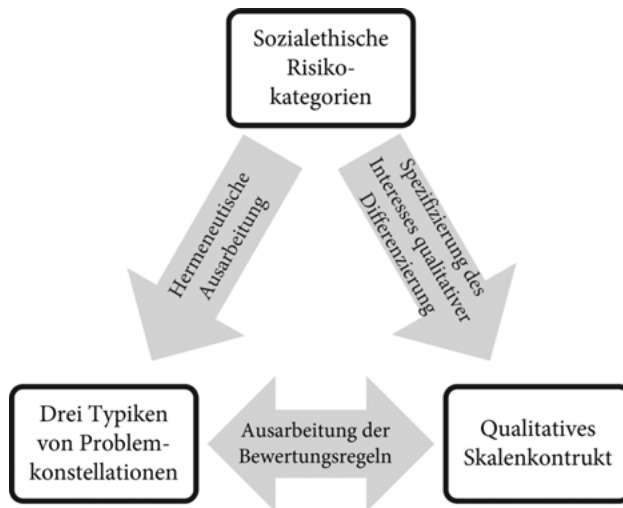 Sozialethische
Risiko-
kategorien
Hermeneutische
Ausarbeitung
Spezifizierung des
Interesses qualitativer
Differenzierung
Drei Typiken
von Problem-
konstellationen
Ausarbeitung der
Bewertungsregeln
Qualitatives
Skalenkontrukt